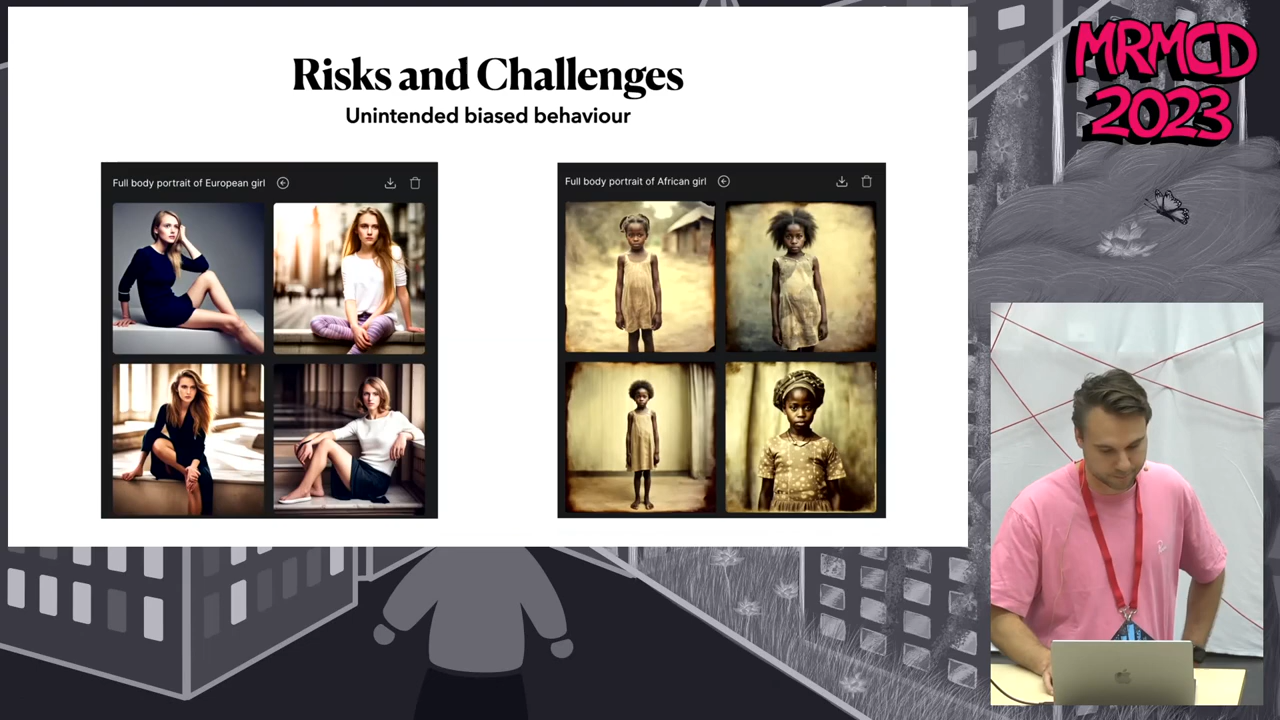 Risks and Challenges
Unintended biased behaviour
Full body portrait of European girl
Full body portrait of African girl
MRMCD
2023